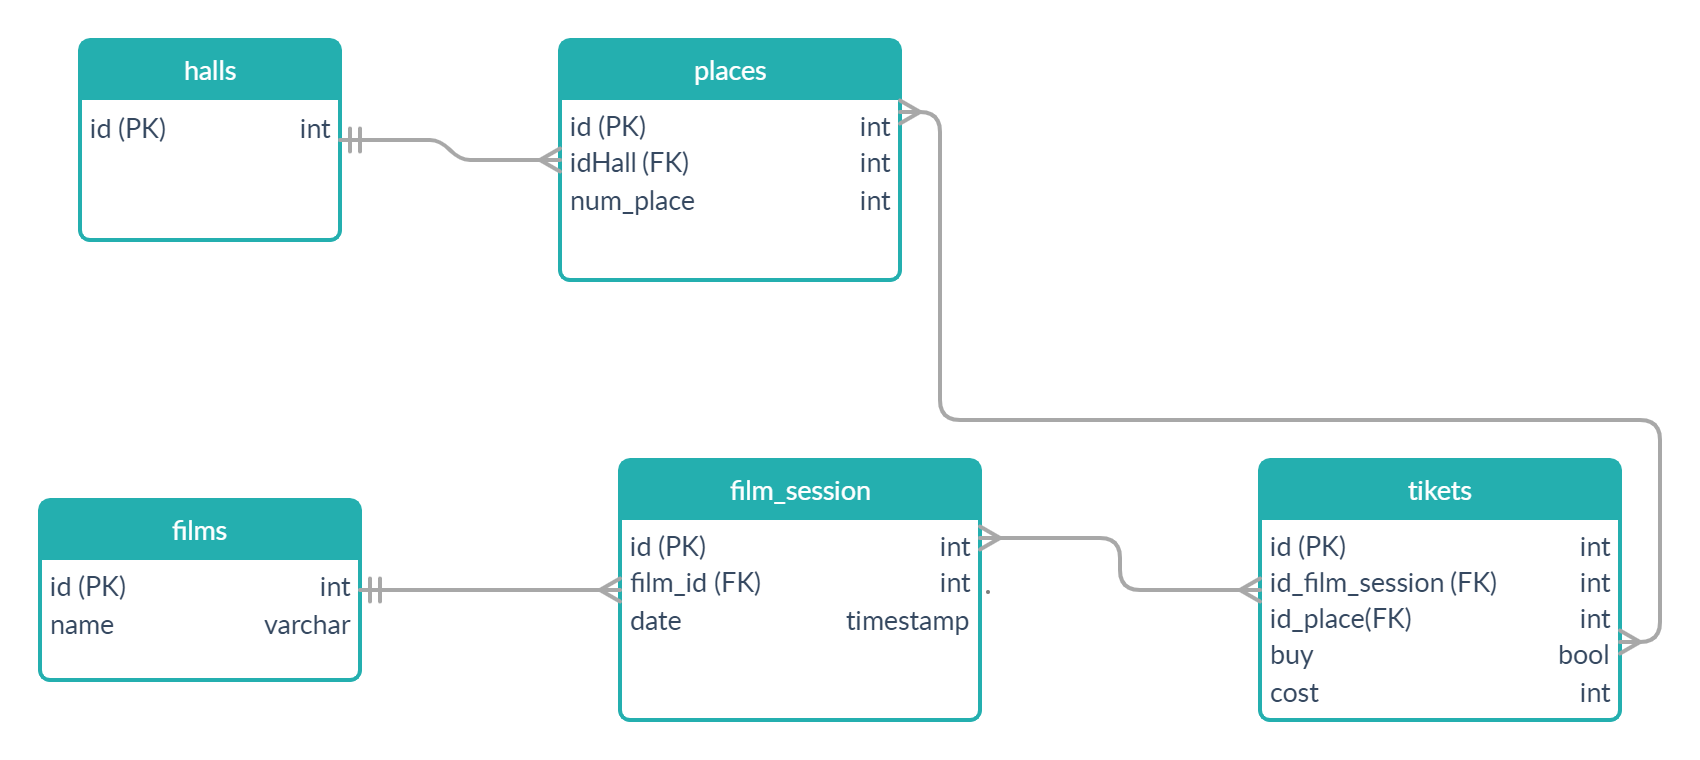 halls
id (PK) int
places
id (PK) int
idHall (FK) int
num_place int
films
id (PK) int
name varchar
film_session
id (PK) int
film_id (FK) int
date timestamp
tikets
id (PK) int
id_film_session (FK) int
id_place(FK) int
buy bool
cost int